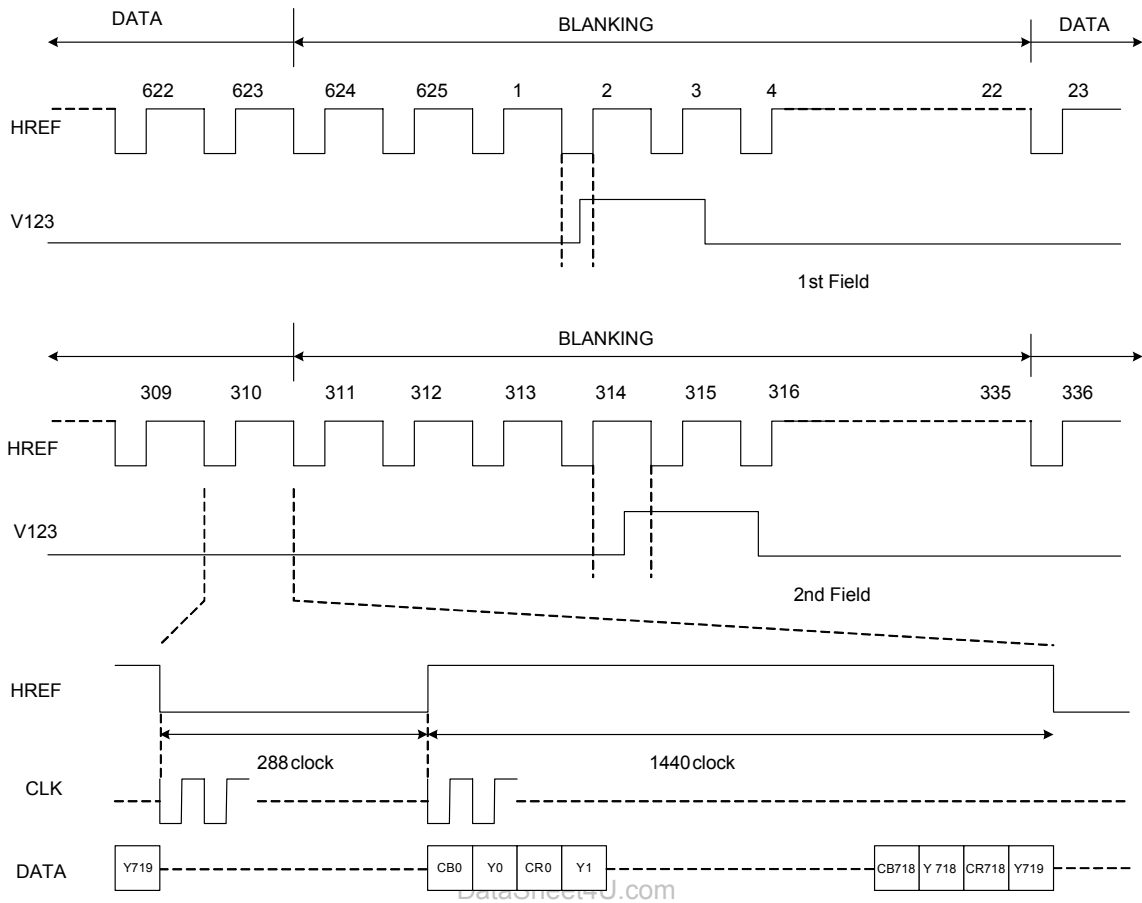 DATA BLANKING DATA
622 623 624 625 1 2 3 4 22 23
HREF
V123
1st Field
BLANKING
309 310 311 312 313 314 315 316 335 336
HREF
V123
2nd Field
HREF
288 clock 1440 clock
CLK
DATA Y719 CB0 Y0 CR0 Y1 CB718 Y 718 CR718 Y719
DataSheet4U.com